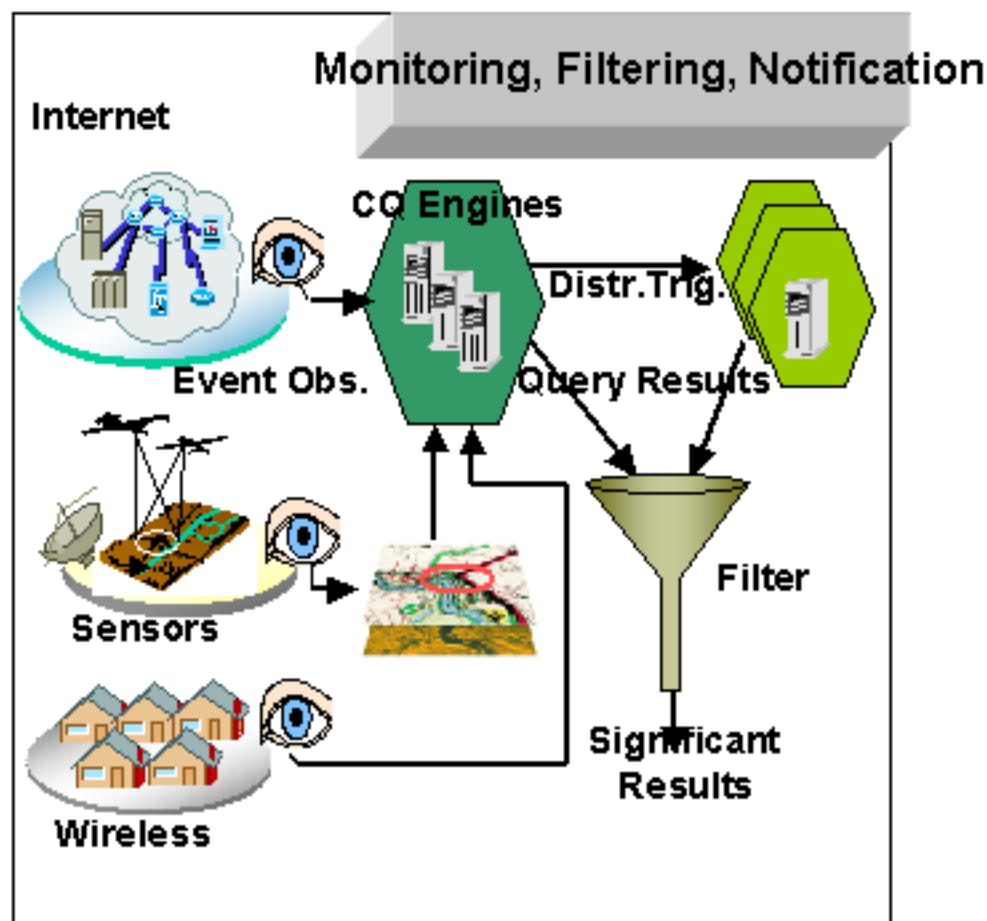 Monitoring, Filtering, Notification
Internet
CQ Engines
Distr.Trig.
Event Obs.
Query Results
Filter
Sensors
Significant
Results
Wireless